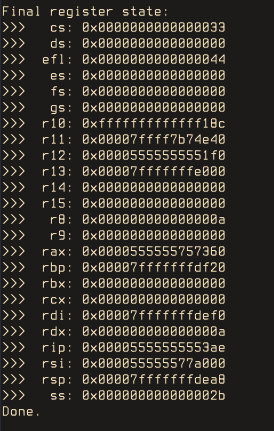 Final register state:
>>>   cs: 0x0000000000000033
>>>   ds: 0x0000000000000000
>>>  efl: 0x0000000000000044
>>>   es: 0x0000000000000000
>>>   fs: 0x0000000000000000
>>>   gs: 0x0000000000000000
>>>  r10: 0xfffffffffffff18c
>>>  r11: 0x00007ffff7b74e40
>>>  r12: 0x00005555555551f0
>>>  r13: 0x00007fffffffe000
>>>  r14: 0x0000000000000000
>>>  r15: 0x0000000000000000
>>>   r8: 0x000000000000000a
>>>   r9: 0x0000000000000000
>>>  rax: 0x0000555555757360
>>>  rbp: 0x00007fffffffdf20
>>>  rbx: 0x0000000000000000
>>>  rcx: 0x0000000000000000
>>>  rdi: 0x00007fffffffdef0
>>>  rdx: 0x000000000000000a
>>>  rip: 0x00005555555553ae
>>>  rsi: 0x000055555577a000
>>>  rsp: 0x00007fffffffdea8
>>>   ss: 0x000000000000002b
Done.